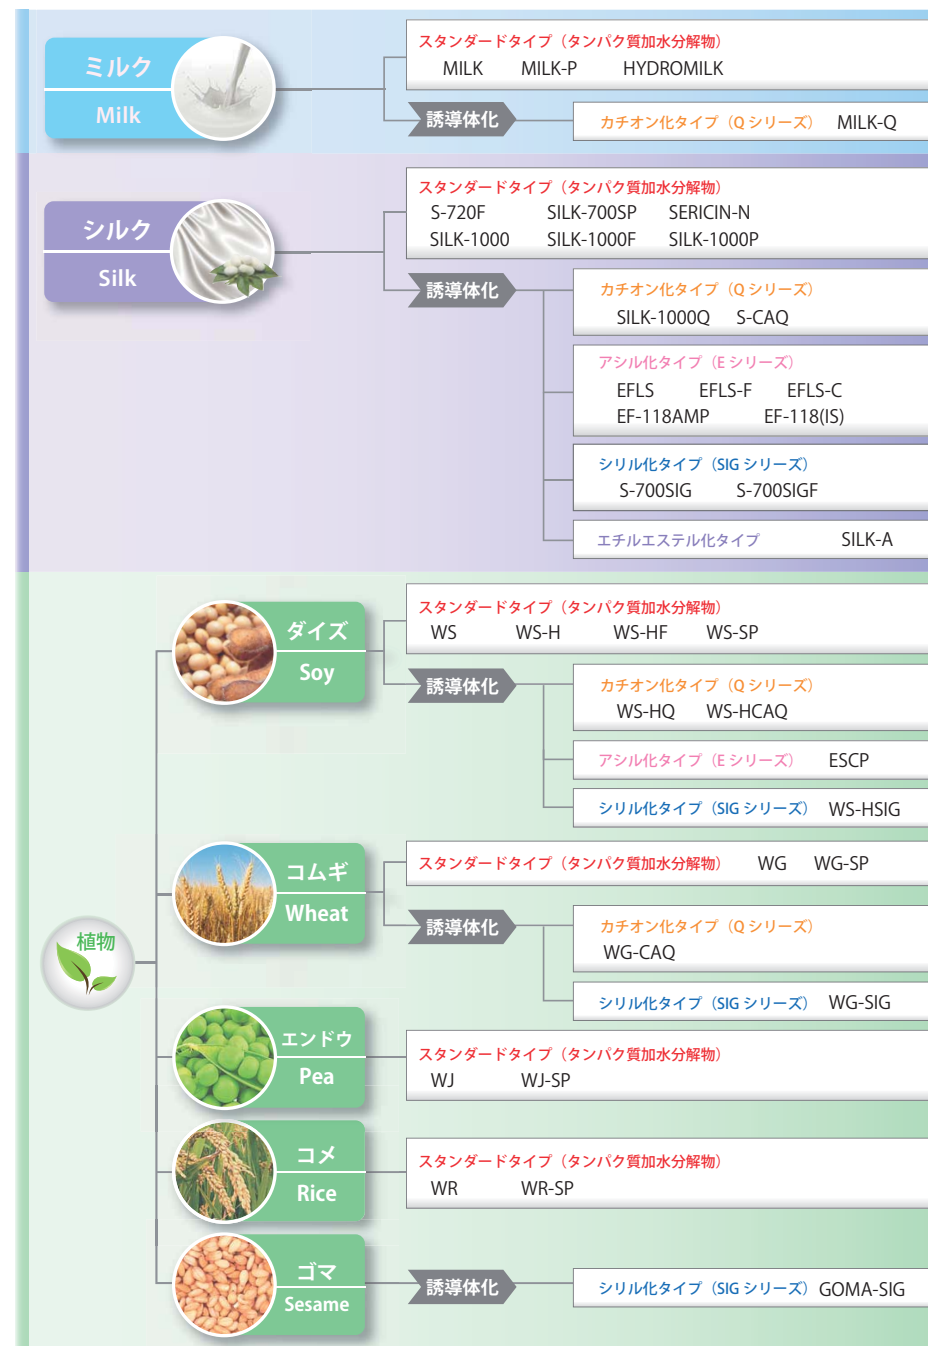 ミルク
Milk
スタンダードタイプ（タンパク質加水分解物）
MILK MILK-P HYDROMILK
誘導体化
カチオン化タイプ（Q シリーズ） MILK-Q
シルク
Silk
スタンダードタイプ（タンパク質加水分解物）
S-720F SILK-700SP SERICIN-N
SILK-1000 SILK-1000F SILK-1000P
誘導体化
カチオン化タイプ（Q シリーズ）
SILK-1000Q S-CAQ
アシル化タイプ（E シリーズ）
EFLS EFLS-F EFLS-C
EF-118AMP EF-118(IS)
シリル化タイプ（SIG シリーズ）
S-700SIG S-700SIGF
エチルエステル化タイプ SILK-A
植物
ダイズ
Soy
スタンダードタイプ（タンパク質加水分解物）
WS WS-H WS-HF WS-SP
誘導体化
カチオン化タイプ（Q シリーズ）
WS-HQ WS-HCAQ
アシル化タイプ（E シリーズ） ESCP
シリル化タイプ（SIG シリーズ） WS-HSIG
コムギ
Wheat
スタンダードタイプ（タンパク質加水分解物） WG WG-SP
誘導体化
カチオン化タイプ（Q シリーズ）
WG-CAQ
シリル化タイプ（SIG シリーズ） WG-SIG
エンドウ
Pea
スタンダードタイプ（タンパク質加水分解物）
WJ WJ-SP
コメ
Rice
スタンダードタイプ（タンパク質加水分解物）
WR WR-SP
ゴマ
Sesame
誘導体化
シリル化タイプ（SIG シリーズ） GOMA-SIG